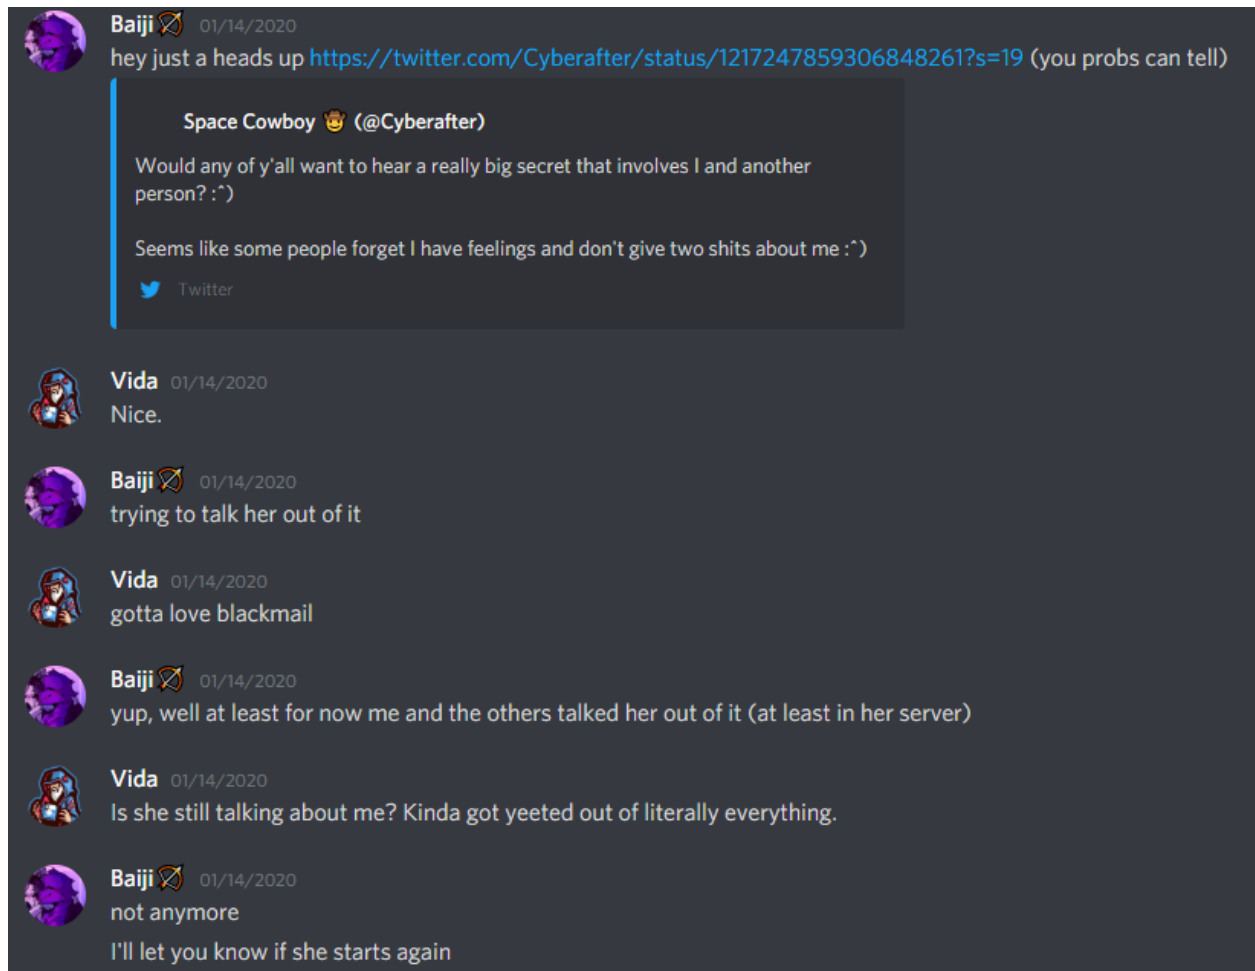 Baiji🏹 01/14/2020
hey just a heads up https://twitter.com/Cyberafter/status/1217247859306848261?s=19 (you probs can tell)
Space Cowboy 🤠 (@Cyberafter)
Would any of y'all want to hear a really big secret that involves I and another
person? :^)
Seems like some people forget I have feelings and don't give two shits about me :^)
Twitter
Vida 01/14/2020
Nice.
Baiji🏹 01/14/2020
trying to talk her out of it
Vida 01/14/2020
gotta love blackmail
Baiji🏹 01/14/2020
yup, well at least for now me and the others talked her out of it (at least in her server)
Vida 01/14/2020
Is she still talking about me? Kinda got yeeted out of literally everything.
Baiji🏹 01/14/2020
not anymore
I'll let you know if she starts again